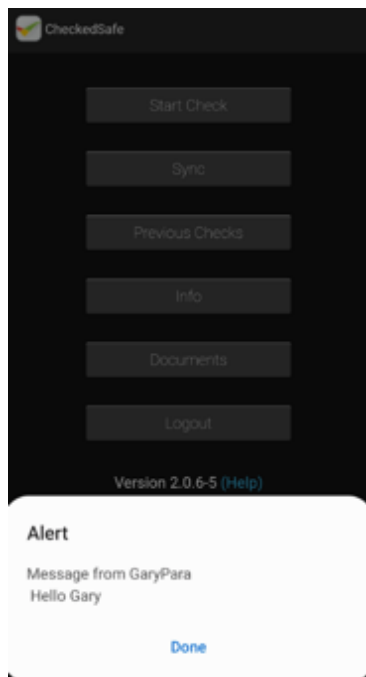 CheckedSafe
Start Check
Sync
Previous Checks
Info
Documents
Logout
Version 2.0.6-5 (Help)
Alert
Message from GaryPara
Hello Gary
Done